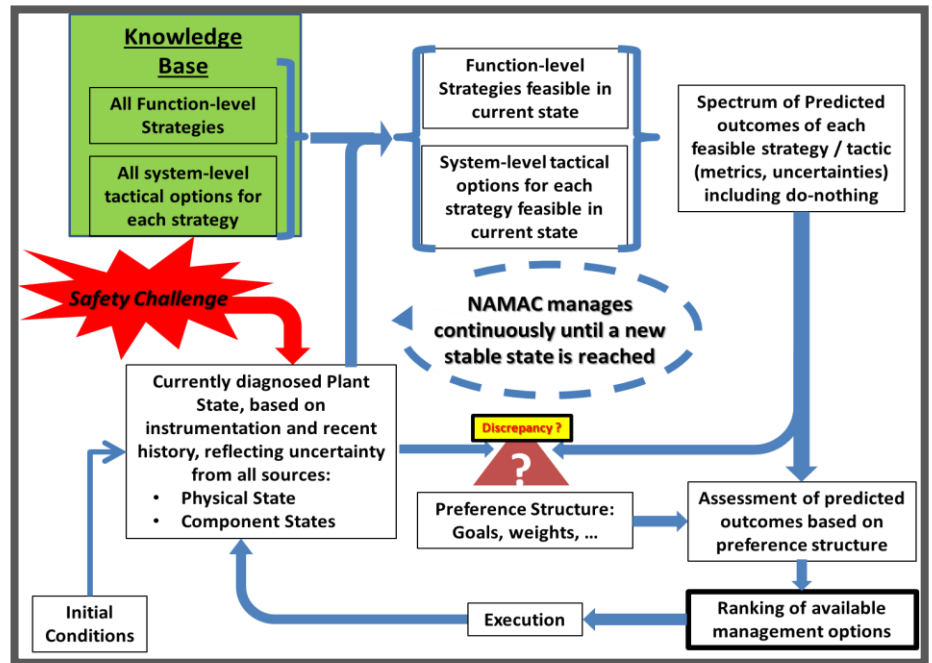 Knowledge
Base
All Function-level
Strategies
All system-level
tactical options for
each strategy
Function-level
Strategies feasible in
current state
System-level tactical
options for each
strategy feasible in
current state
Spectrum of Predicted
outcomes of each
feasible strategy / tactic
(metrics, uncertainties)
including do-nothing
Safety Challenge
NAMAC manages
continuously until a new
stable state is reached
Currently diagnosed Plant
State, based on
instrumentation and recent
history, reflecting uncertainty
from all sources:
• Physical State
• Component States
Discrepancy ?
?
Preference Structure:
Goals, weights, ...
Assessment of predicted
outcomes based on
preference structure
Initial
Conditions
Execution
Ranking of available
management options